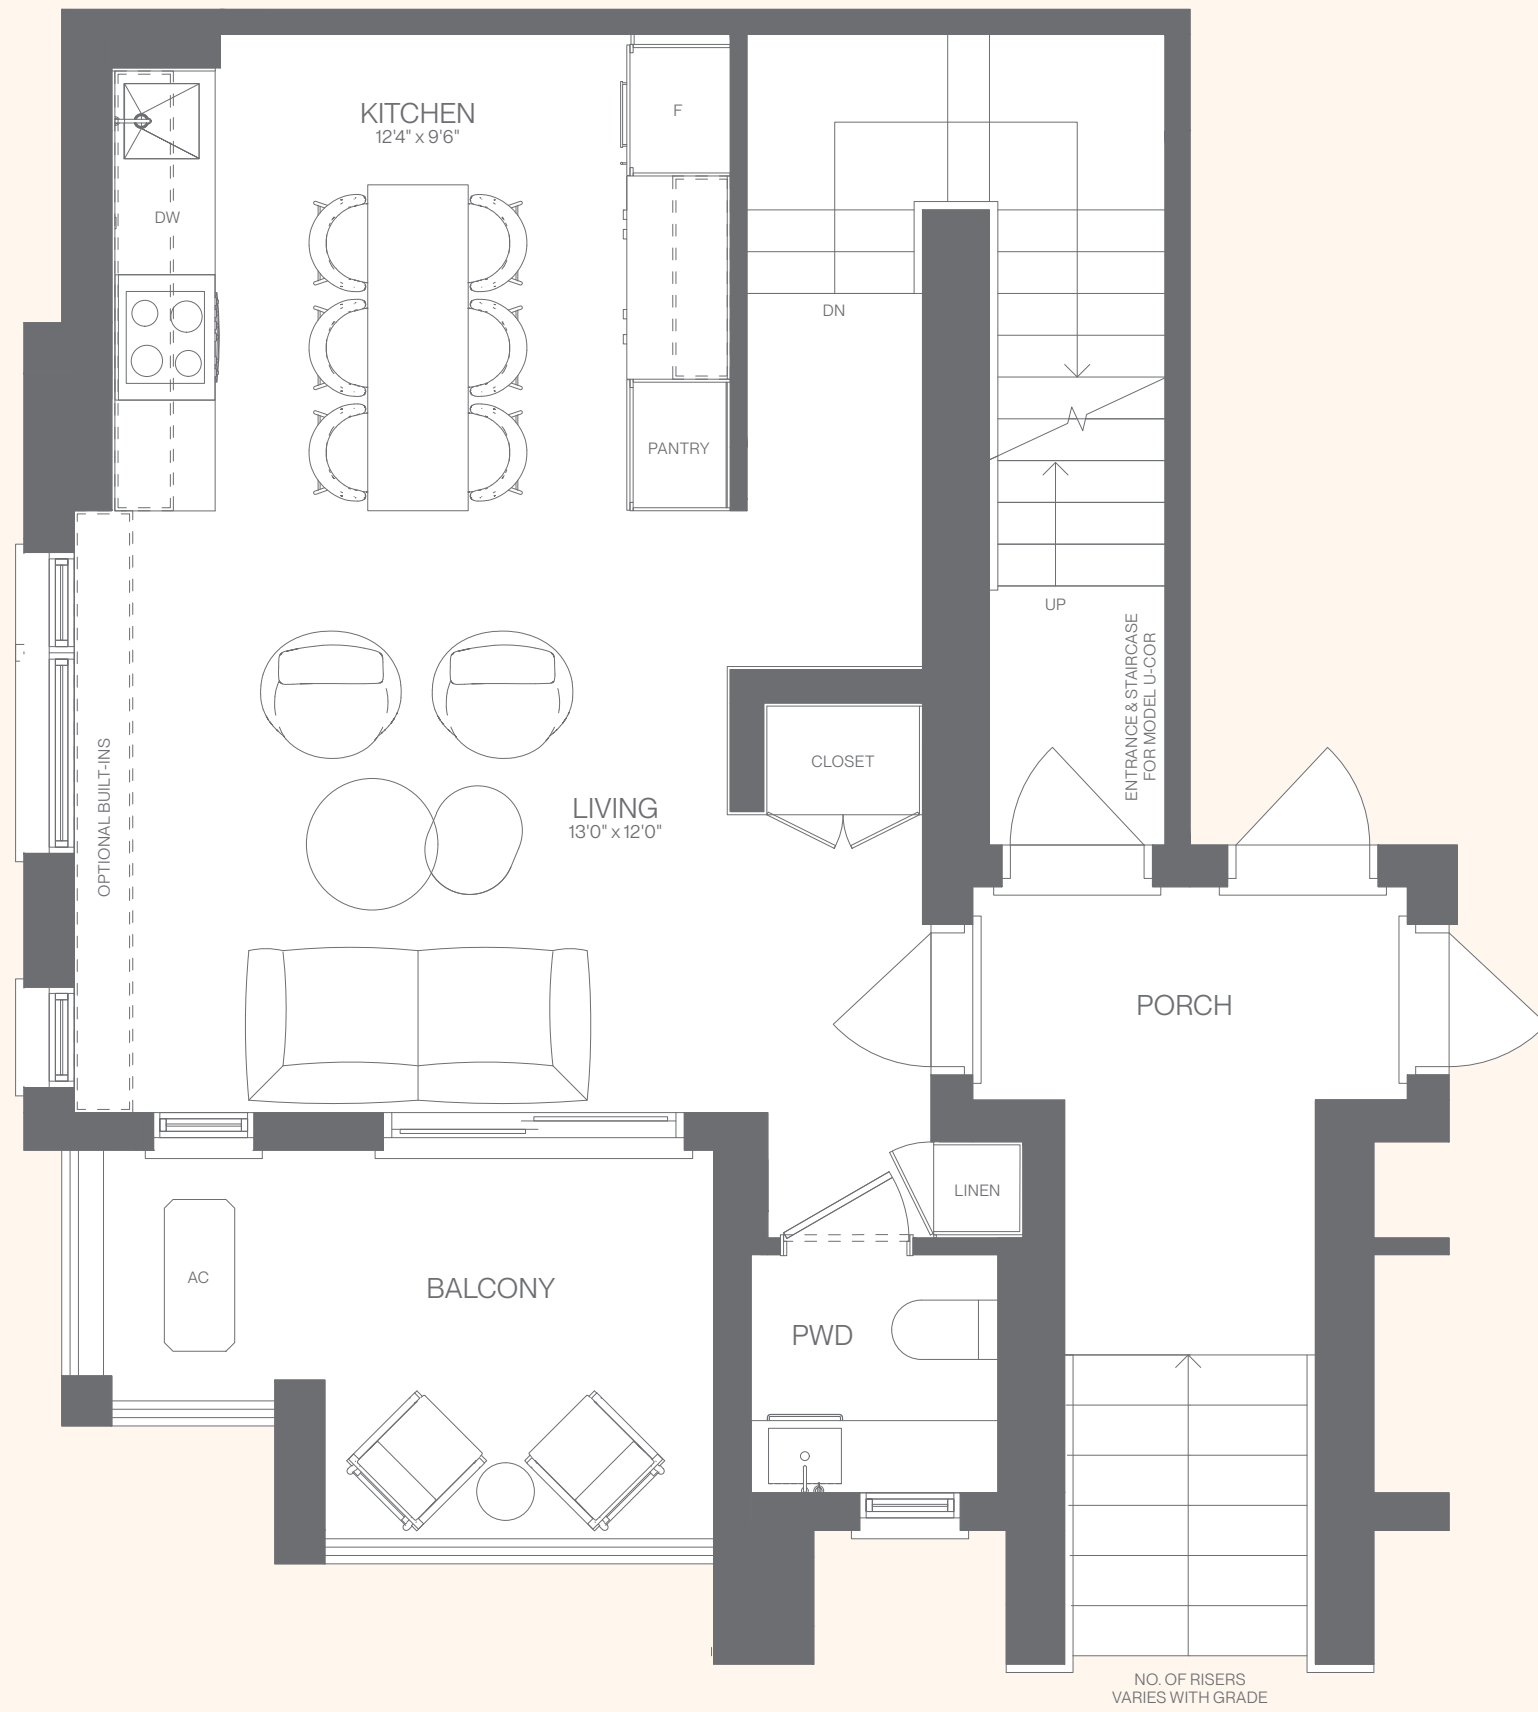 KITCHEN
12'4" x 9'6"
F
DW
DN
PANTRY
UP
ENTRANCE & STAIRCASE
FOR MODEL U-COR
OPTIONAL BUILT-INS
CLOSET
LIVING
13'0" x 12'0"
PORCH
LINEN
AC
BALCONY
PWD
NO. OF RISERS
VARIES WITH GRADE